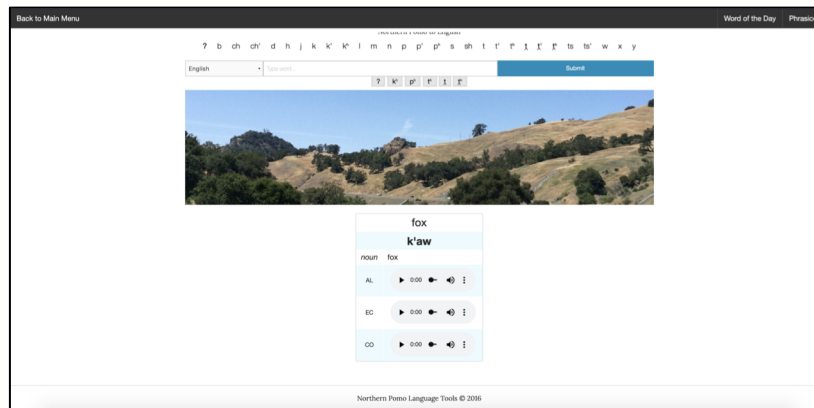 Back to Main Menu Word of the Day Phrasico
Northern Pomo to English
ʔ b ch ch' d h j k k' kʰ l m n p p' pʰ s sh t t' tʰ t̲ t̲' t̲ʰ ts ts' w x y
English Type word... Submit
ʔ kʰ pʰ tʰ t̲ t̲ʰ
fox
k'aw
noun fox
AL 0:00
EC 0:00
CO 0:00
Northern Pomo Language Tools © 2016